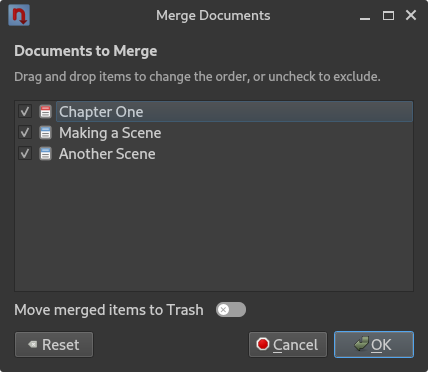 Merge Documents
Documents to Merge
Drag and drop items to change the order, or uncheck to exclude.
Chapter One
Making a Scene
Another Scene
Move merged items to Trash
Reset
Cancel
OK